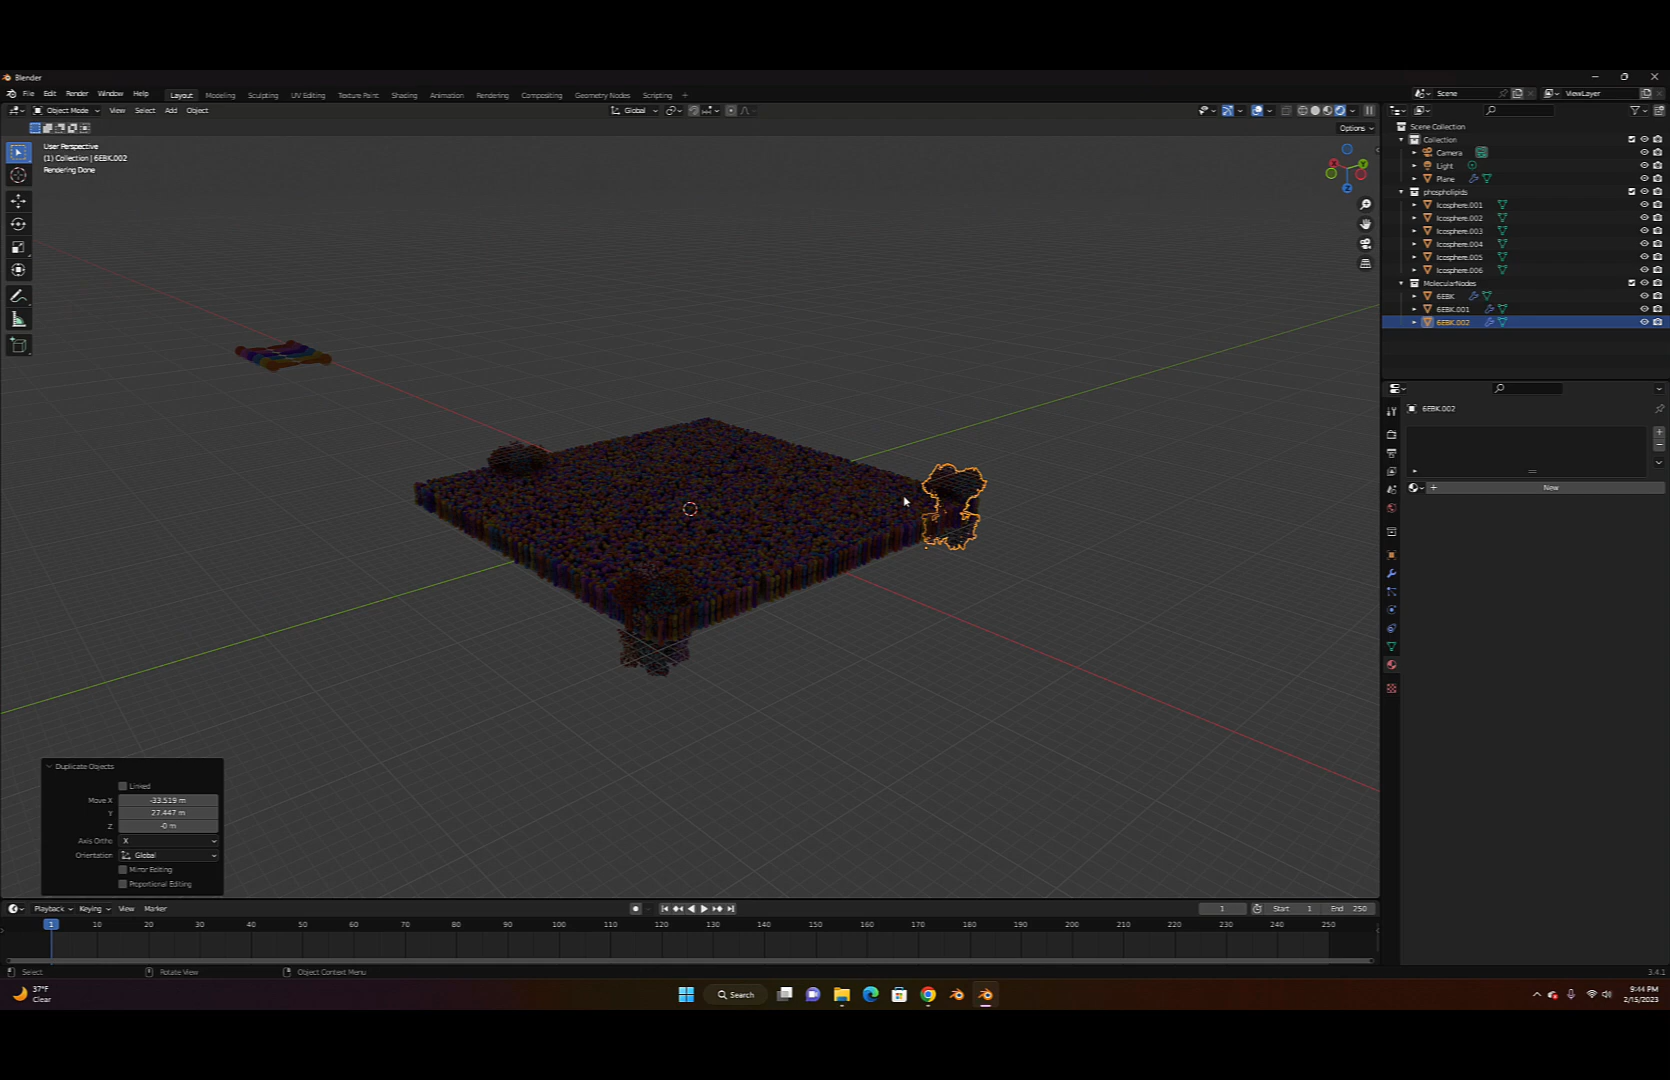 Blender
File Edit Render Window Help Layout Modeling Sculpting UV Editing Texture Paint Shading Animation Rendering Compositing Geometry Nodes Scripting + Scene ViewLayer
Object Mode View Select Add Object Global
Options
User Perspective
(1) Collection | 6EBK.002
Rendering Done
X
Y
Z
Scene Collection
Collection
Camera
Light
Plane
phospholipids
Icosphere.001
Icosphere.002
Icosphere.003
Icosphere.004
Icosphere.005
Icosphere.006
MolecularNodes
6EBK
6EBK.001
6EBK.002
6EBK.002
New
Duplicate Objects
Linked
Move X -33.519 m
Y 27.447 m
Z -0 m
Axis Ortho X
Orientation Global
Mirror Editing
Proportional Editing
Playback Keying View Marker 1 Start 1 End 250
1 10 20 30 40 50 60 70 80 90 100 110 120 130 140 150 160 170 180 190 200 210 220 230 240 250
Select Rotate View Object Context Menu 3.4.1
37°F
Clear
Search
9:44 PM
2/15/2023